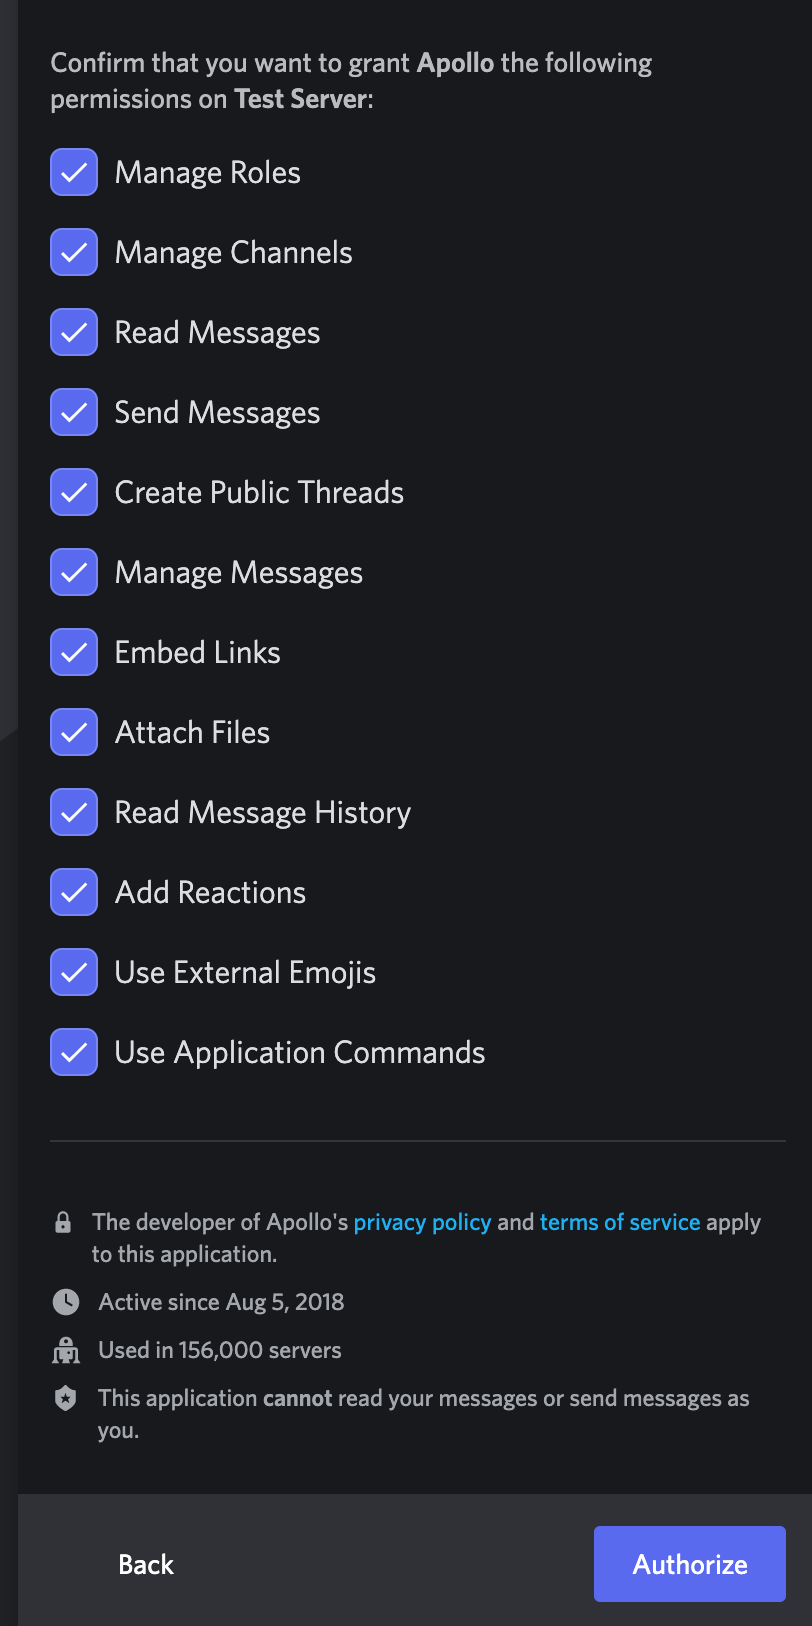 Confirm that you want to grant Apollo the following
permissions on Test Server:
Manage Roles
Manage Channels
Read Messages
Send Messages
Create Public Threads
Manage Messages
Embed Links
Attach Files
Read Message History
Add Reactions
Use External Emojis
Use Application Commands
The developer of Apollo's privacy policy and terms of service apply
to this application.
Active since Aug 5, 2018
Used in 156,000 servers
This application cannot read your messages or send messages as
you.
Back
Authorize